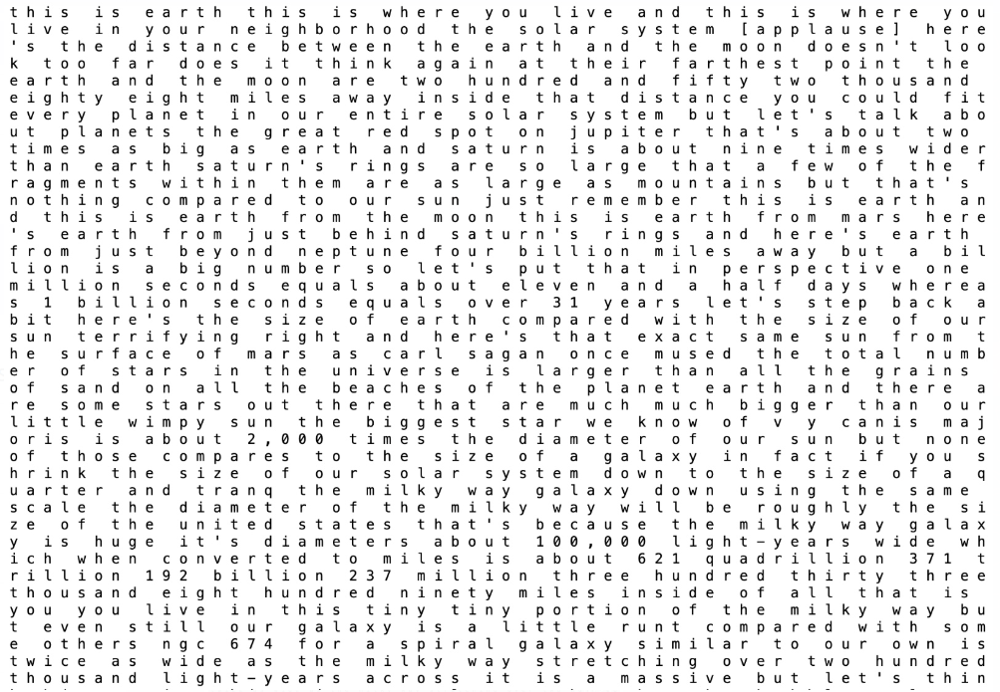 this is earth this is where you live and this is where you
live in your neighborhood the solar system [applause] here
's the distance between the earth and the moon doesn't loo
k too far does it think again at their farthest point the
earth and the moon are two hundred and fifty two thousand
eighty eight miles away inside that distance you could fit
every planet in our entire solar system but let's talk abo
ut planets the great red spot on jupiter that's about two
times as big as earth and saturn is about nine times wider
than earth saturn's rings are so large that a few of the f
ragments within them are as large as mountains but that's
nothing compared to our sun just remember this is earth an
d this is earth from the moon this is earth from mars here
's earth from just behind saturn's rings and here's earth
from just beyond neptune four billion miles away but a bil
lion is a big number so let's put that in perspective one
million seconds equals about eleven and a half days wherea
s 1 billion seconds equals over 31 years let's step back a
bit here's the size of earth compared with the size of our
sun terrifying right and here's that exact same sun from t
he surface of mars as carl sagan once mused the total numb
er of stars in the universe is larger than all the grains
of sand on all the beaches of the planet earth and there a
re some stars out there that are much much bigger than our
little wimpy sun the biggest star we know of v y canis maj
oris is about 2,000 times the diameter of our sun but none
of those compares to the size of a galaxy in fact if you s
hrink the size of our solar system down to the size of a q
uarter and tranq the milky way galaxy down using the same
scale the diameter of the milky way will be roughly the si
ze of the united states that's because the milky way galax
y is huge it's diameters about 100,000 light-years wide wh
ich when converted to miles is about 621 quadrillion 371 t
rillion 192 billion 237 million three hundred thirty three
thousand eight hundred ninety miles inside of all that is
you you live in this tiny tiny portion of the milky way bu
t even still our galaxy is a little runt compared with som
e others ngc 674 for a spiral galaxy similar to our own is
twice as wide as the milky way stretching over two hundred
thousand light-years across it is a massive but let's thin